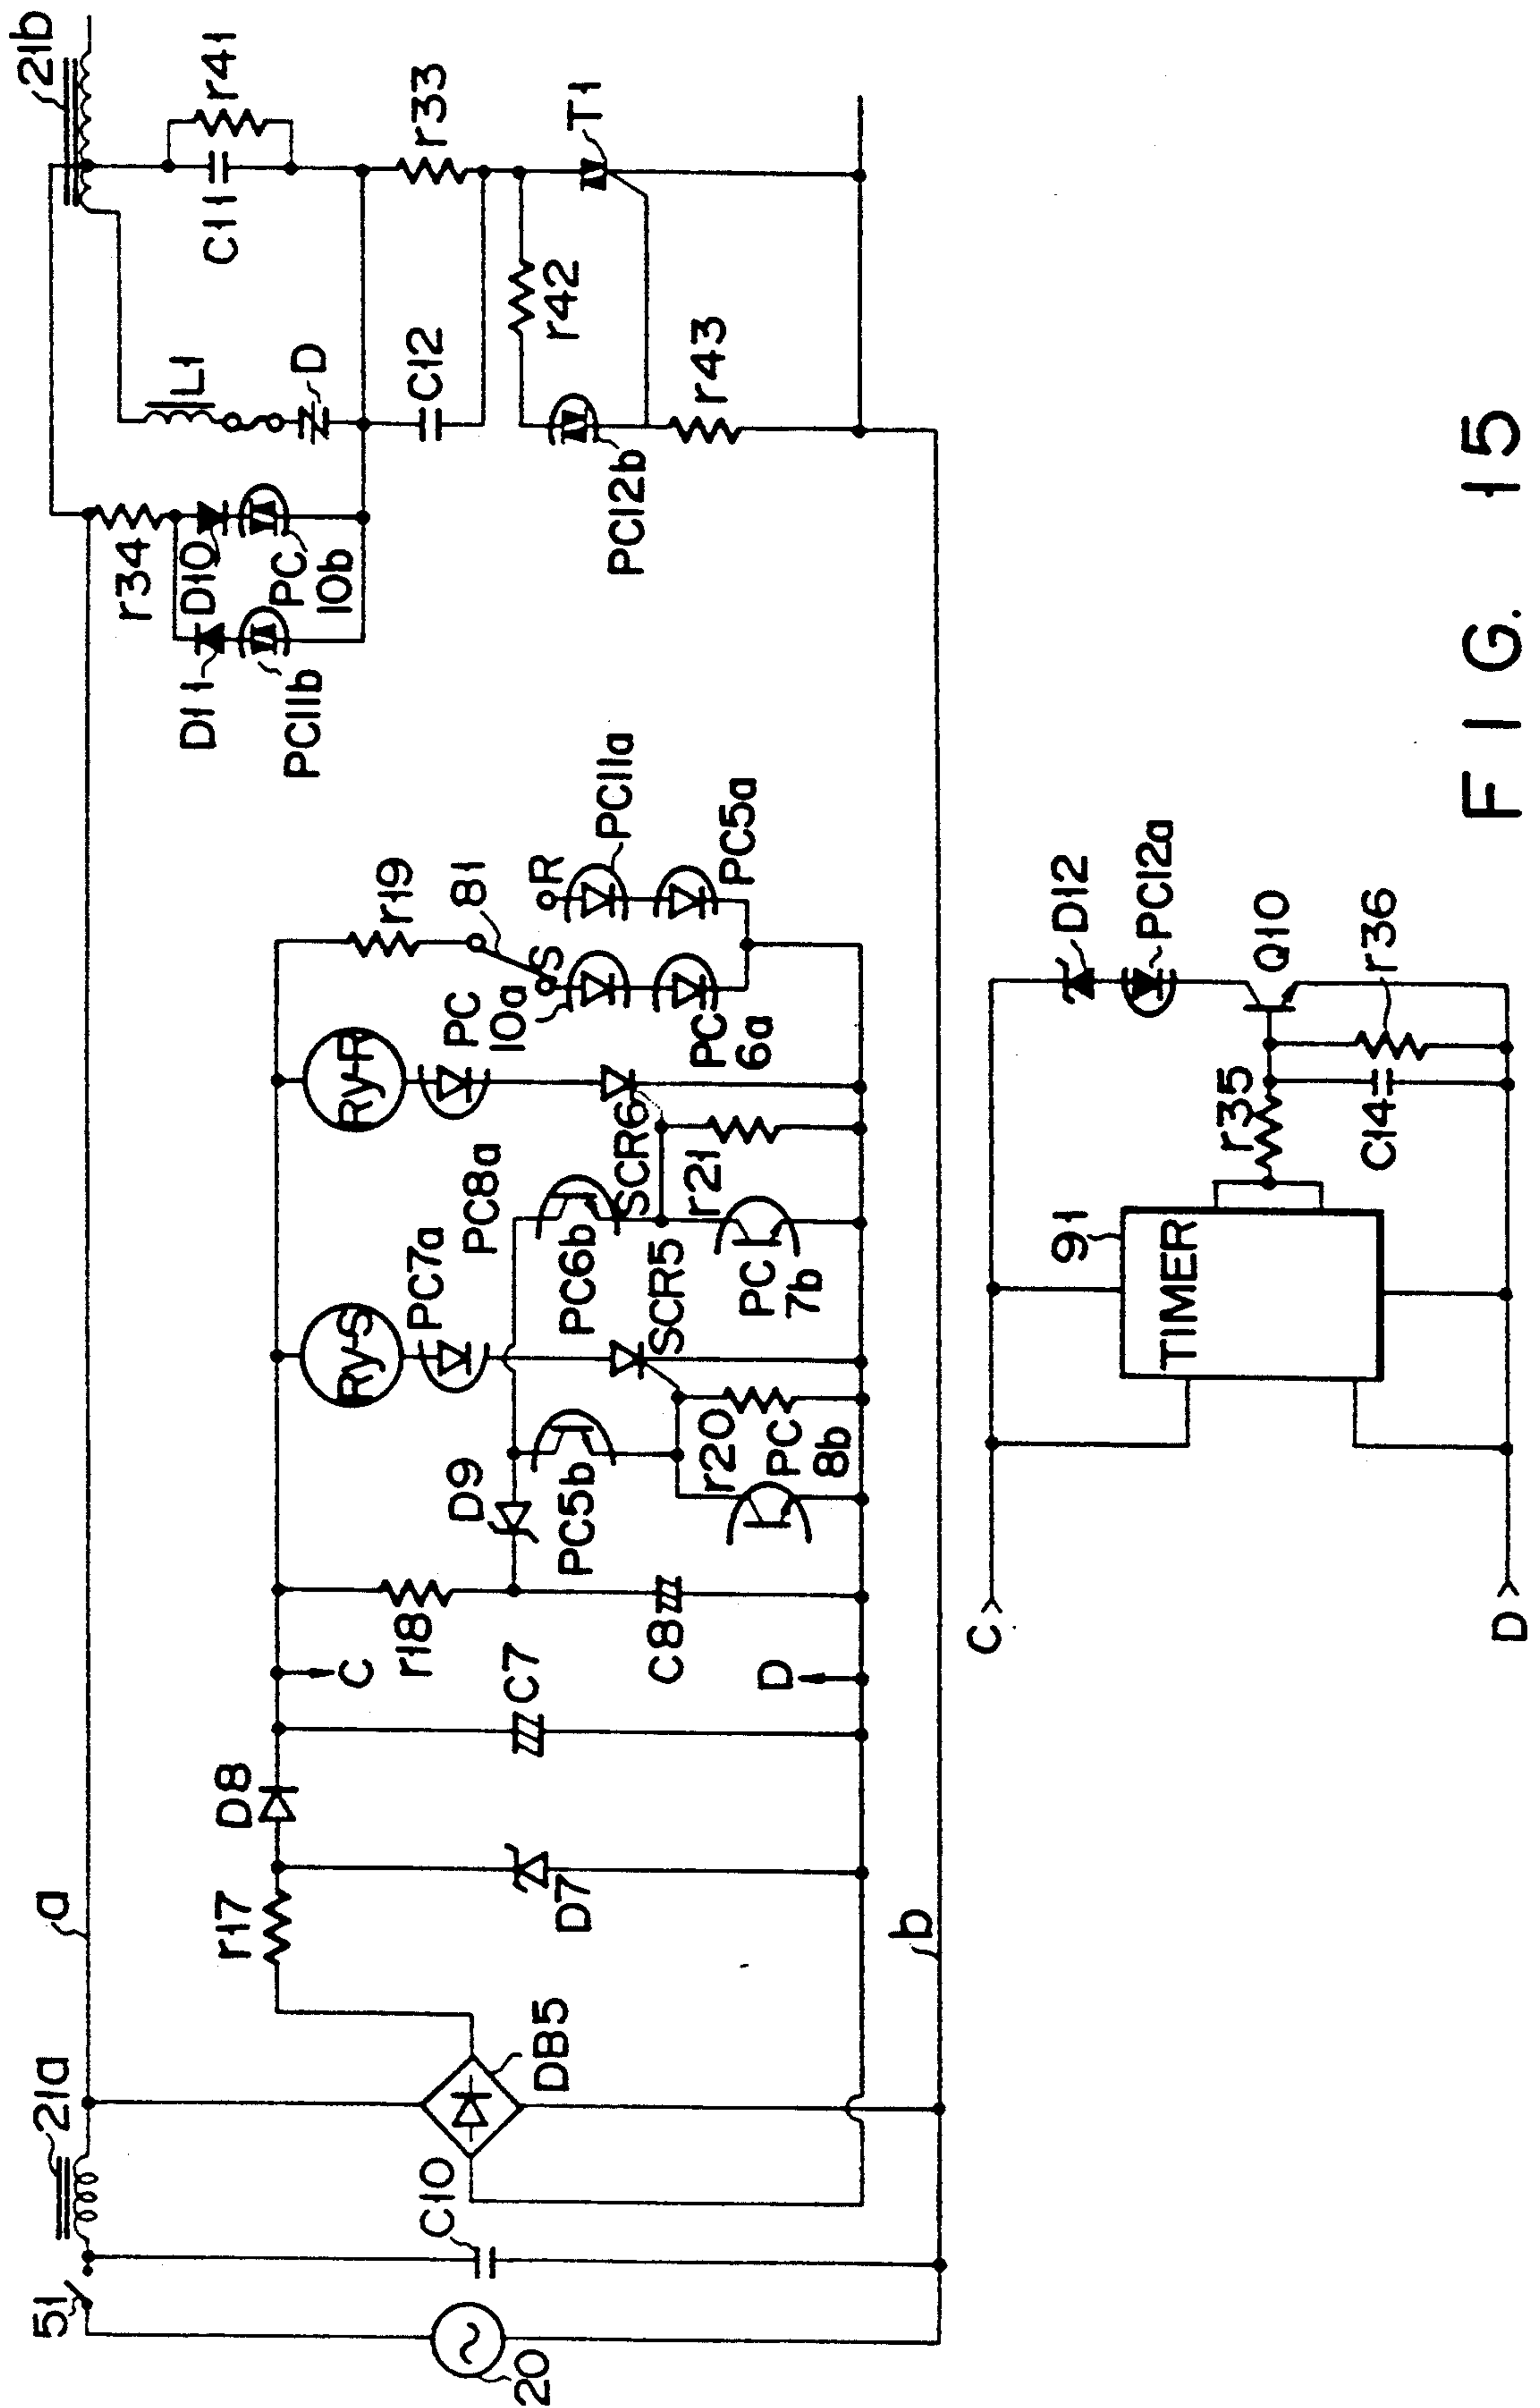 21b
r41
C11
r33
T1
L1
D
C12
r42
r43
PC12b
r34
D10
PC
10b
D11
PC11b
a
21a
51
20
C10
DB5
r17
D8
D7
C7
C
r18
C8
D
D9
PC5b
r20
PC
8b
Ry-S
PC7a
SCR5
PC8a
PC6b
PC
7b
Ry-R
SCR6
r21
PC
10a
PC
6a
r19
81
S
R
PC11a
PC5a
b
C
D
91
TIMER
r35
C14
r36
Q10
PC12a
D12
FIG. 15